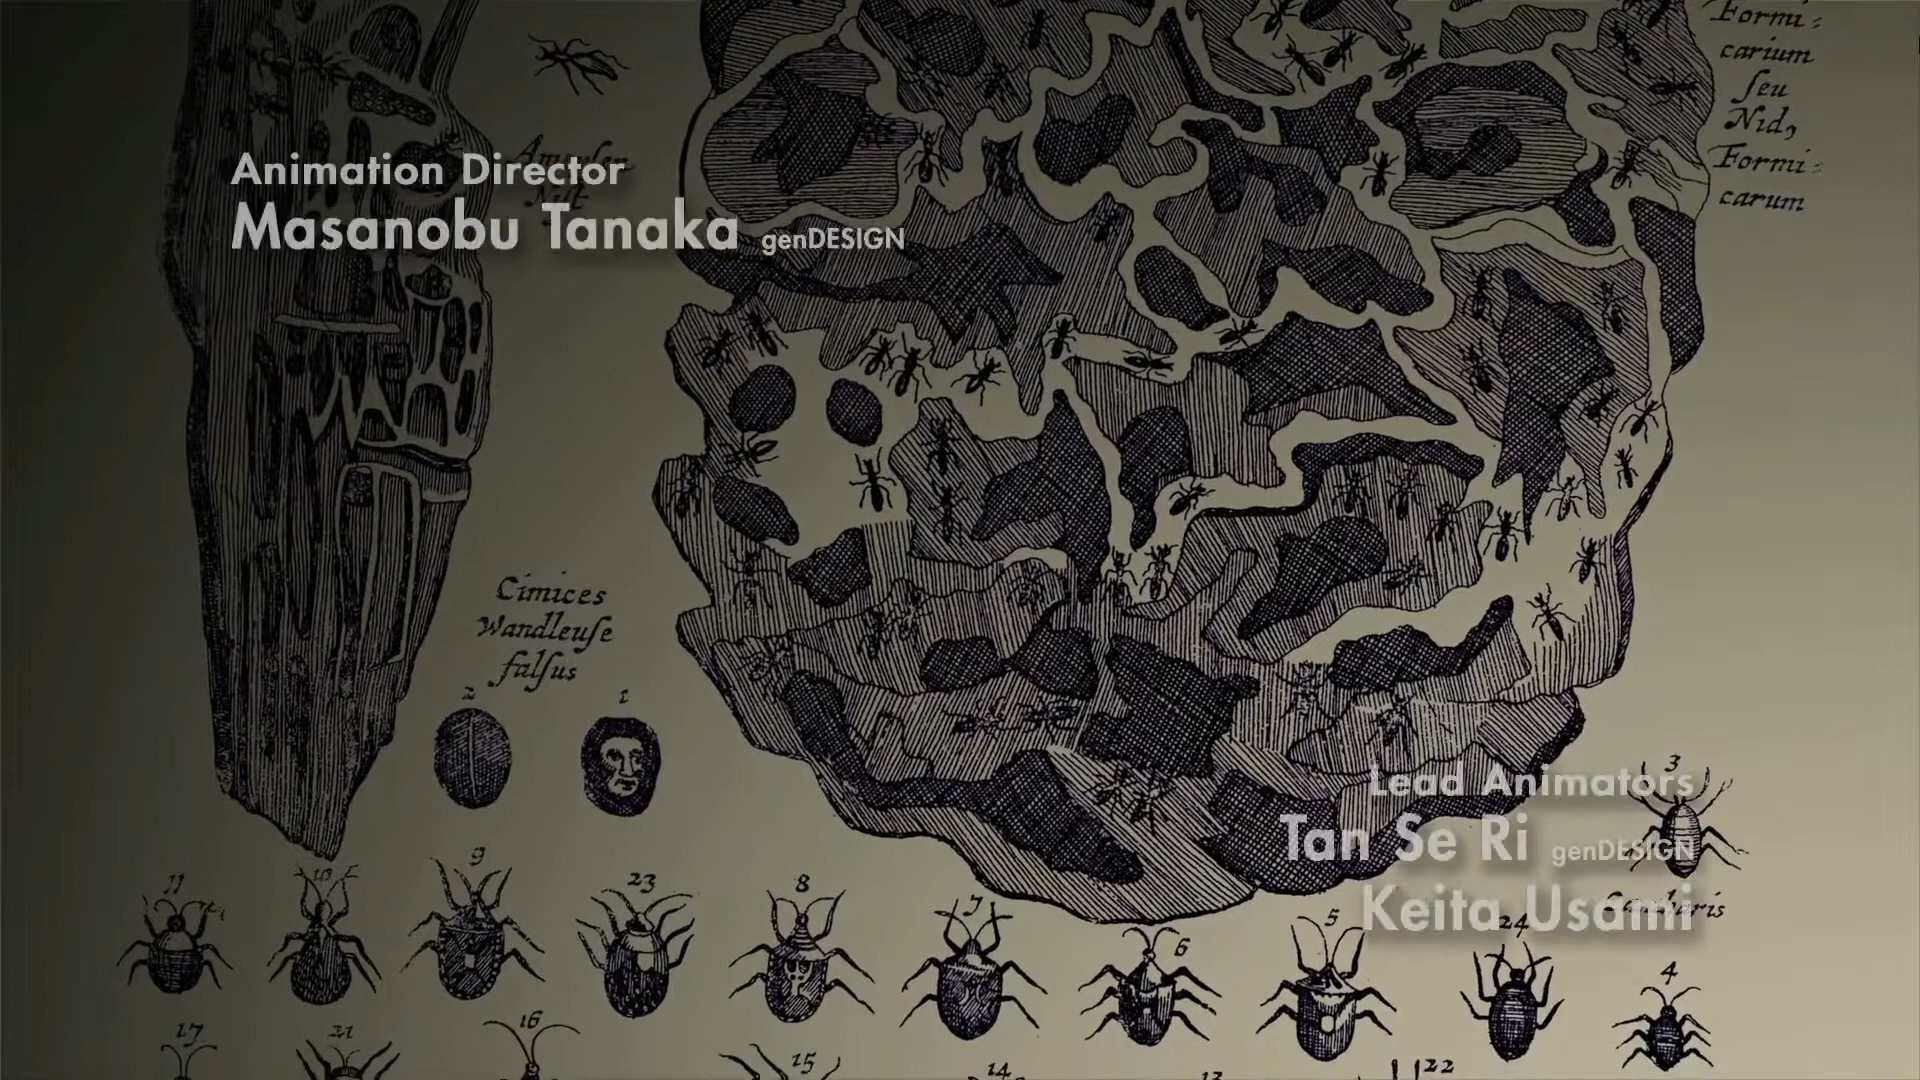 Formi:
carium
ſeu
Nid,
Formi:
carum
Animation Director
Masanobu Tanaka genDESIGN
Cimices
Wandleuſe
falſus
2
1
3
Lead Animators
Tan Se Ri genDESIGN
Keita Usami
Cantharis
11
10
9
23
8
7
6
5
24
4
17
21
16
15
14
13
22